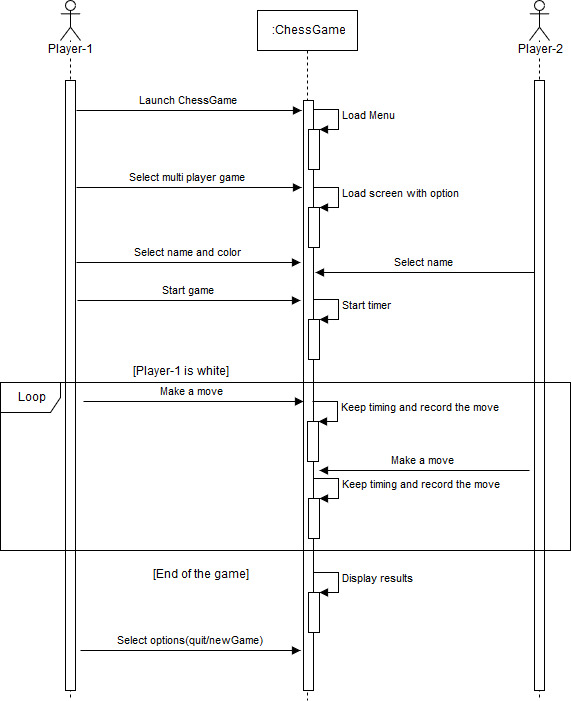 Player-1
:ChessGame
Player-2
Launch ChessGame
Load Menu
Select multi player game
Load screen with option
Select name and color
Select name
Start game
Start timer
[Player-1 is white]
Loop
Make a move
Keep timing and record the move
Make a move
Keep timing and record the move
[End of the game]
Display results
Select options(quit/newGame)